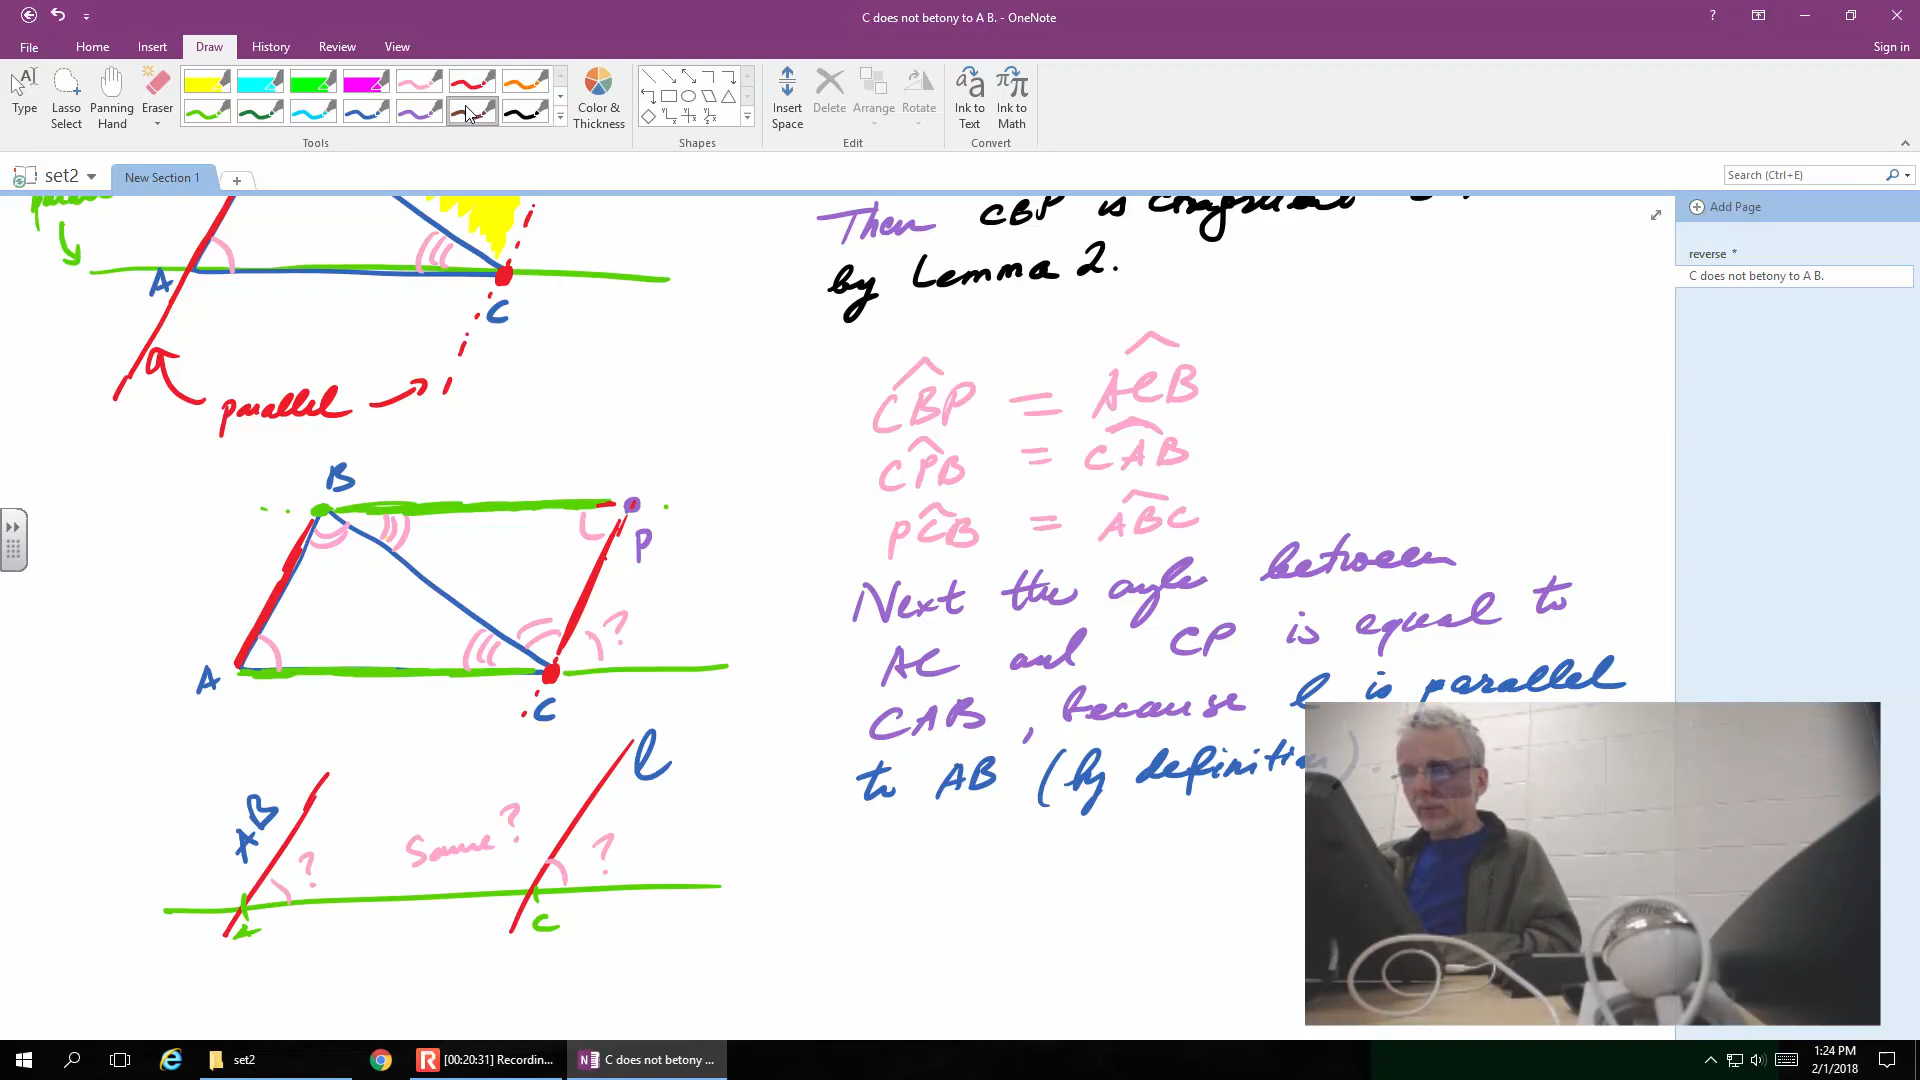 C does not betony to A B. - OneNote
?
File
Home
Insert
Draw
History
Review
View
Sign in
Type
Lasso Select
Panning Hand
Eraser
Color & Thickness
Insert Space
Delete
Arrange
Rotate
Ink to Text
Ink to Math
Tools
Shapes
Edit
Convert
set2
New Section 1
Search (Ctrl+E)
Add Page
reverse *
C does not betony to A B.
A
C
parallel
B
P
?
A
C
AB
?
Same?
?
l
C
Then CBP is congruent
by Lemma 2.
CBP = ACB
CPB = CAB
PCB = ABC
Next the angle between
AC and CP is equal to
CAB, because l is parallel
to AB (by definition).
set2
[00:20:31] Recordin...
C does not betony ...
1:24 PM
2/1/2018